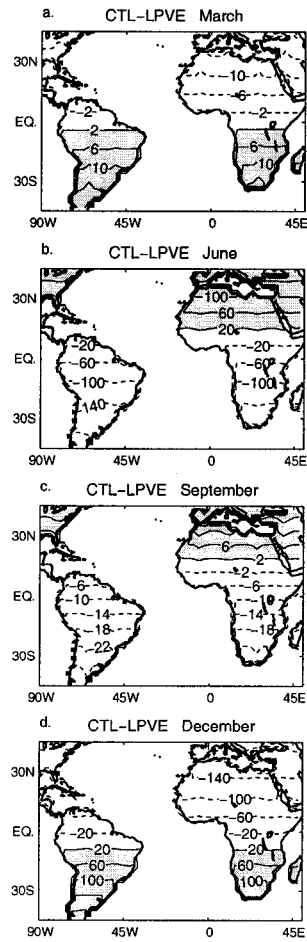 a.
CTL-LPVE March
30N
EQ.
30S
-10
-6
-2
-2
2
6
10
6
10
90W 45W 0 45E
b.
CTL-LPVE June
30N
EQ.
30S
100
60
20
-20
-60
-100
-20
-60
-100
-140
90W 45W 0 45E
c.
CTL-LPVE September
30N
EQ.
30S
6
2
-2
-6
-10
-18
-6
-10
-14
-18
-22
90W 45W 0 45E
d.
CTL-LPVE December
30N
EQ.
30S
-140
-100
-60
-20
-20
20
60
100
20
60
100
90W 45W 0 45E